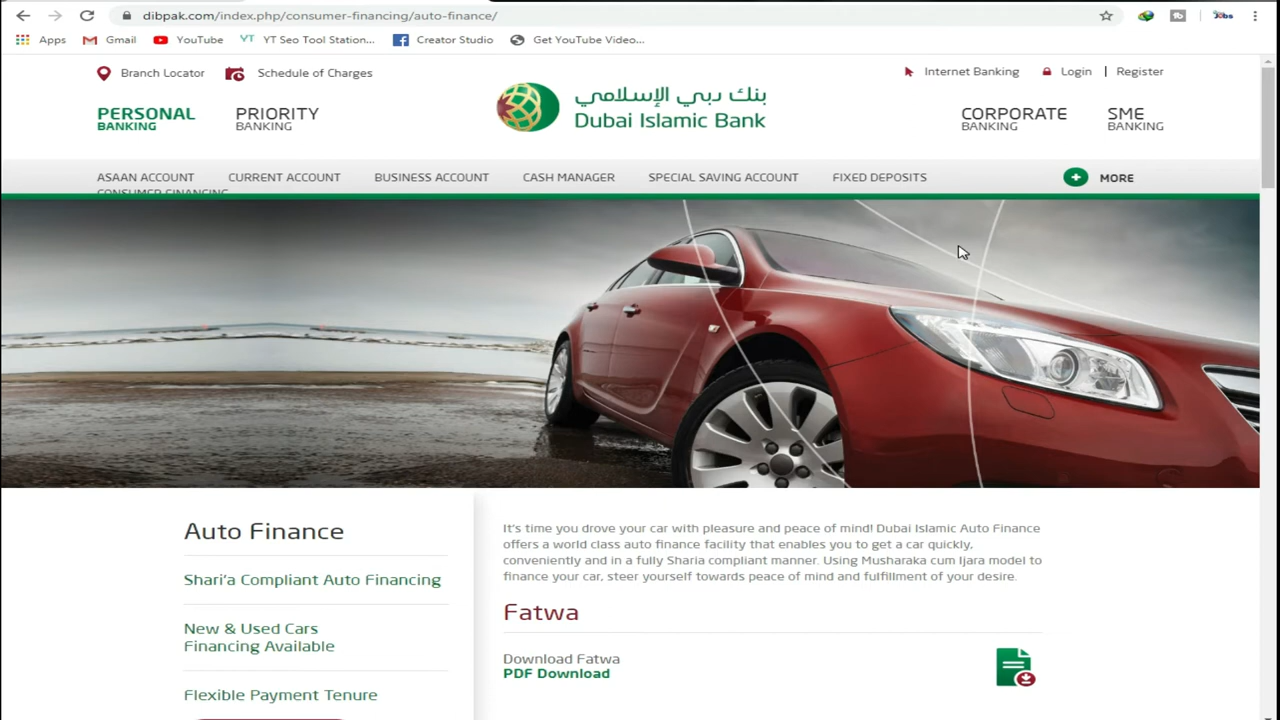 dibpak.com/index.php/consumer-financing/auto-finance/
Apps
Gmail
YouTube
YT Seo Tool Station...
Creator Studio
Get YouTube Video...
Jobs
Branch Locator
Schedule of Charges
Internet Banking
Login
|
Register
PERSONAL
BANKING
PRIORITY
BANKING
بنك دبي الإسلامي
Dubai Islamic Bank
CORPORATE
BANKING
SME
BANKING
ASAAN ACCOUNT
CURRENT ACCOUNT
BUSINESS ACCOUNT
CASH MANAGER
SPECIAL SAVING ACCOUNT
FIXED DEPOSITS
MORE
CONSUMER FINANCING
Auto Finance
Shari'a Compliant Auto Financing
New & Used Cars
Financing Available
Flexible Payment Tenure
It's time you drove your car with pleasure and peace of mind! Dubai Islamic Auto Finance
offers a world class auto finance facility that enables you to get a car quickly,
conveniently and in a fully Sharia compliant manner. Using Musharaka cum Ijara model to
finance your car, steer yourself towards peace of mind and fulfillment of your desire.
Fatwa
Download Fatwa
PDF Download